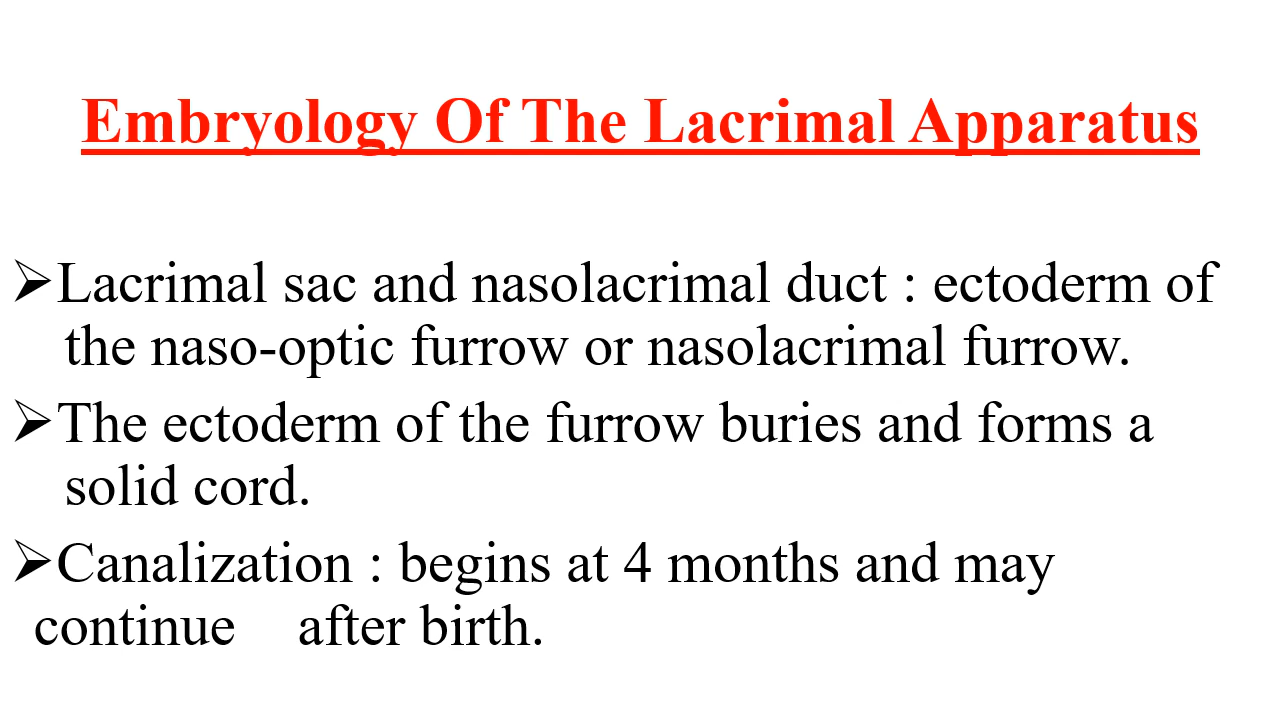 Embryology Of The Lacrimal Apparatus
➢Lacrimal sac and nasolacrimal duct : ectoderm of
the naso-optic furrow or nasolacrimal furrow.
➢The ectoderm of the furrow buries and forms a
solid cord.
➢Canalization : begins at 4 months and may
continue    after birth.